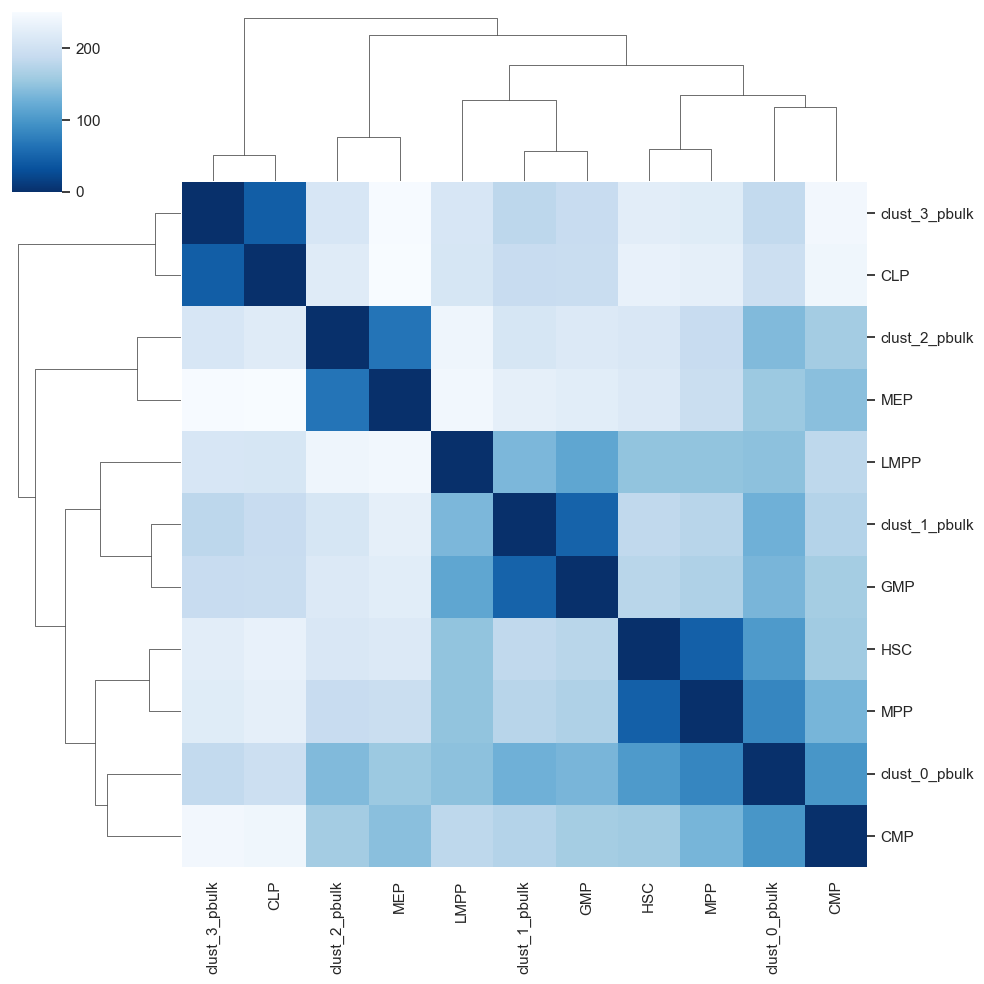 200
100
0
clust_3_pbulk
CLP
clust_2_pbulk
MEP
LMPP
clust_1_pbulk
GMP
HSC
MPP
clust_0_pbulk
CMP
clust_3_pbulk
CLP
clust_2_pbulk
MEP
LMPP
clust_1_pbulk
GMP
HSC
MPP
clust_0_pbulk
CMP